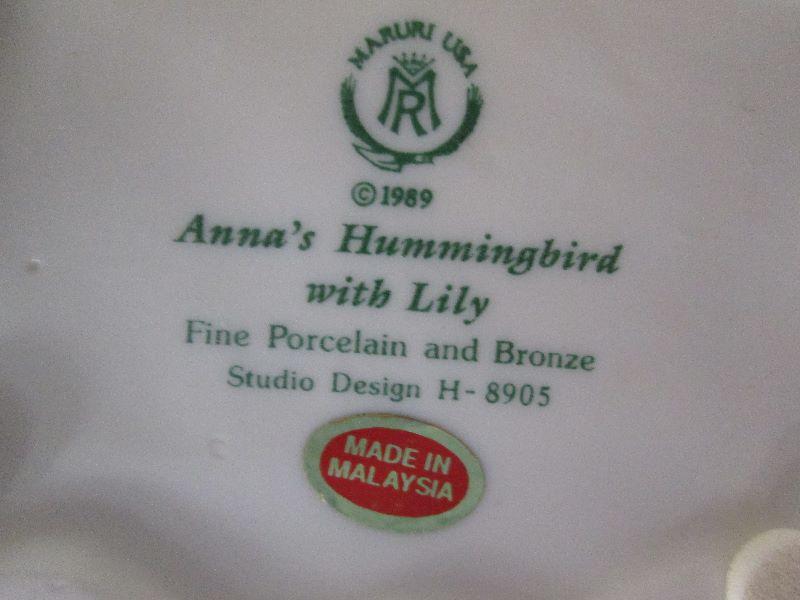 MARURI USA
MR
©1989
Anna's Hummingbird
with Lily
Fine Porcelain and Bronze
Studio Design H-8905
MADE IN
MALAYSIA